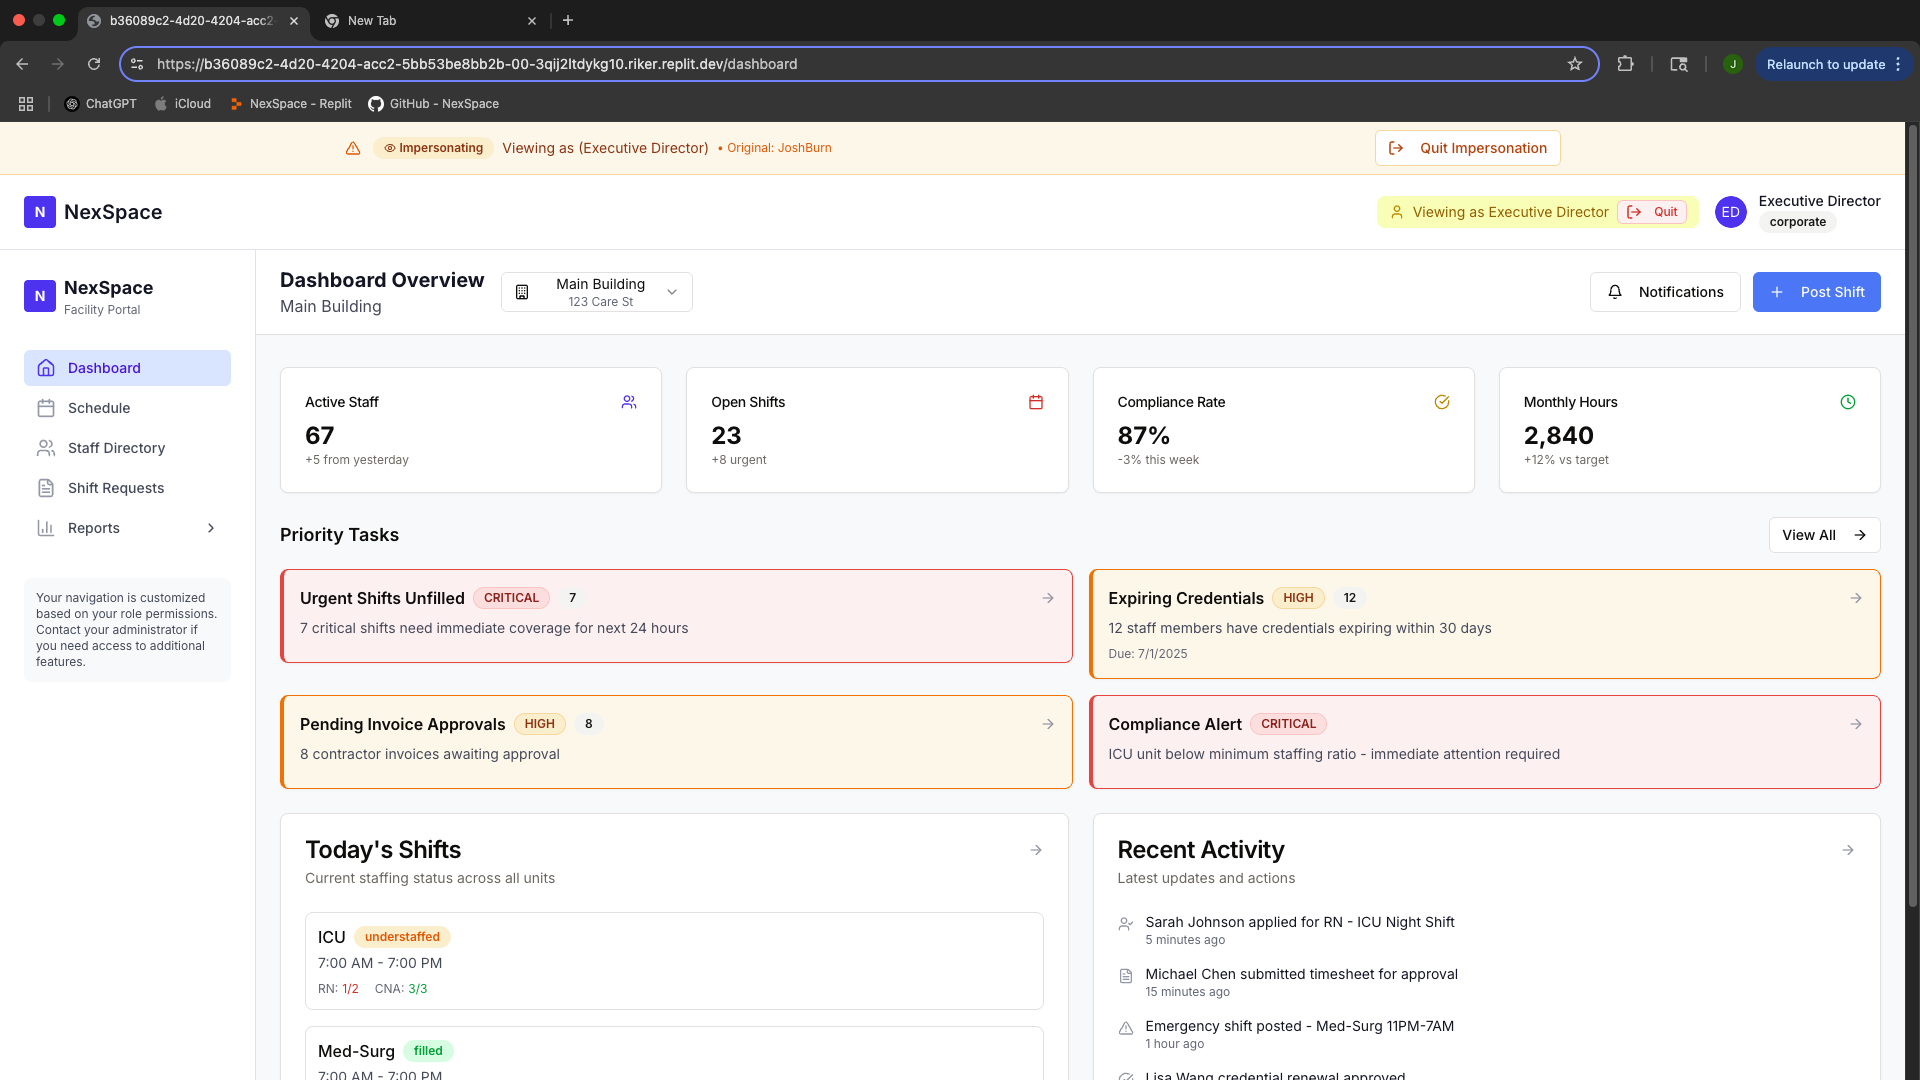 b36089c2-4d20-4204-acc2-
New Tab
https://b36089c2-4d20-4204-acc2-5bb53be8bb2b-00-3qij2ltdykg10.riker.replit.dev/dashboard
J
Relaunch to update
ChatGPT
iCloud
NexSpace - Replit
GitHub - NexSpace
Impersonating
Viewing as (Executive Director)
• Original: JoshBurn
Quit Impersonation
N
NexSpace
Viewing as Executive Director
Quit
ED
Executive Director
corporate
N
NexSpace
Facility Portal
Dashboard
Schedule
Staff Directory
Shift Requests
Reports
Your navigation is customized
based on your role permissions.
Contact your administrator if
you need access to additional
features.
Dashboard Overview
Main Building
Main Building
123 Care St
Notifications
Post Shift
Active Staff
67
+5 from yesterday
Open Shifts
23
+8 urgent
Compliance Rate
87%
-3% this week
Monthly Hours
2,840
+12% vs target
Priority Tasks
View All
Urgent Shifts Unfilled CRITICAL 7
7 critical shifts need immediate coverage for next 24 hours
Expiring Credentials HIGH 12
12 staff members have credentials expiring within 30 days
Due: 7/1/2025
Pending Invoice Approvals HIGH 8
8 contractor invoices awaiting approval
Compliance Alert CRITICAL
ICU unit below minimum staffing ratio - immediate attention required
Today's Shifts
Current staffing status across all units
ICU understaffed
7:00 AM - 7:00 PM
RN: 1/2 CNA: 3/3
Med-Surg filled
7:00 AM - 7:00 PM
Recent Activity
Latest updates and actions
Sarah Johnson applied for RN - ICU Night Shift
5 minutes ago
Michael Chen submitted timesheet for approval
15 minutes ago
Emergency shift posted - Med-Surg 11PM-7AM
1 hour ago
Lisa Wang credential renewal approved